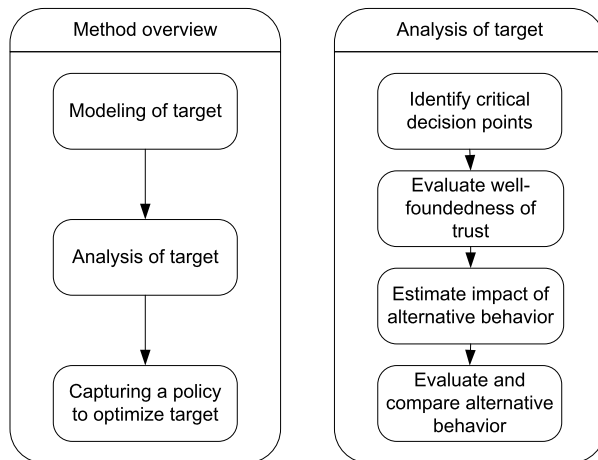 Method overview
Modeling of target
Analysis of target
Capturing a policy
to optimize target
Analysis of target
Identify critical
decision points
Evaluate well-
foundedness of
trust
Estimate impact of
alternative behavior
Evaluate and
compare alternative
behavior